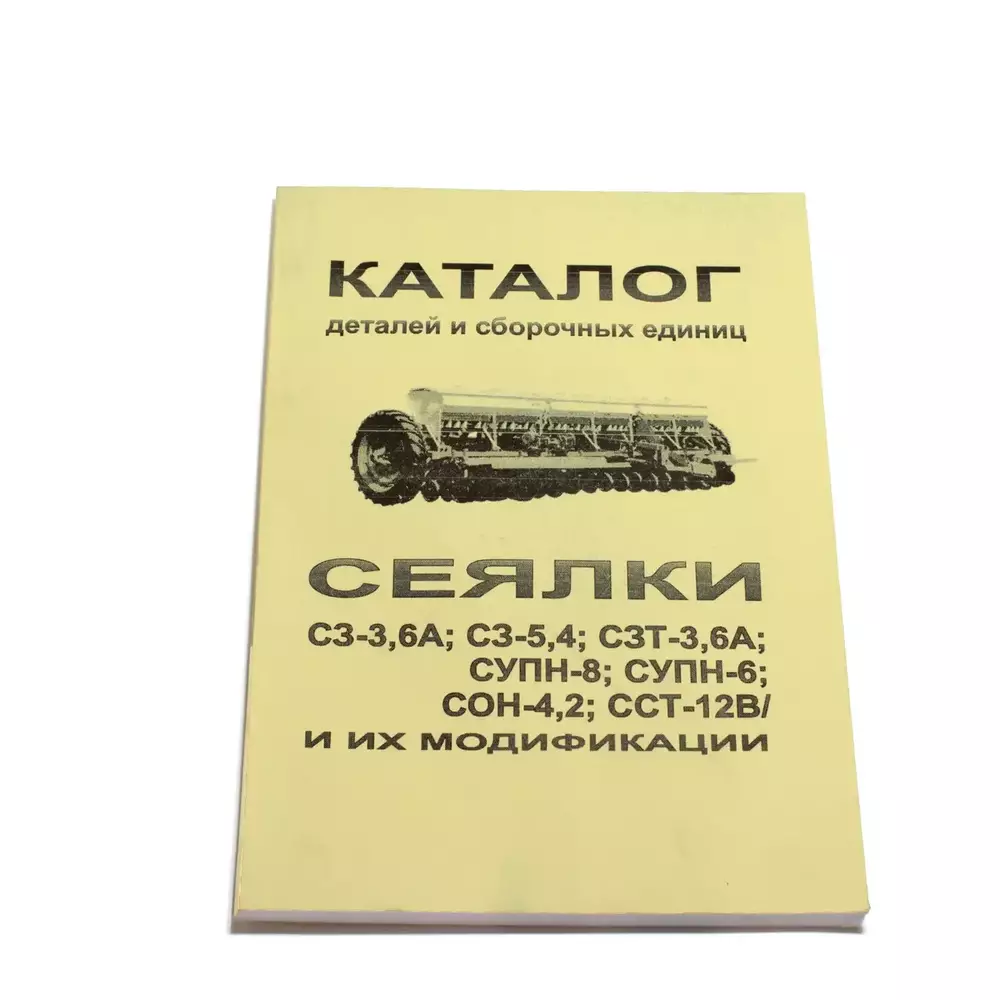 КАТАЛОГ
деталей и сборочных единиц
СЕЯЛКИ
СЗ-3,6А; СЗ-5,4; СЗТ-3,6А;
СУПН-8; СУПН-6;
СОН-4,2; ССТ-12В/
И ИХ МОДИФИКАЦИИ